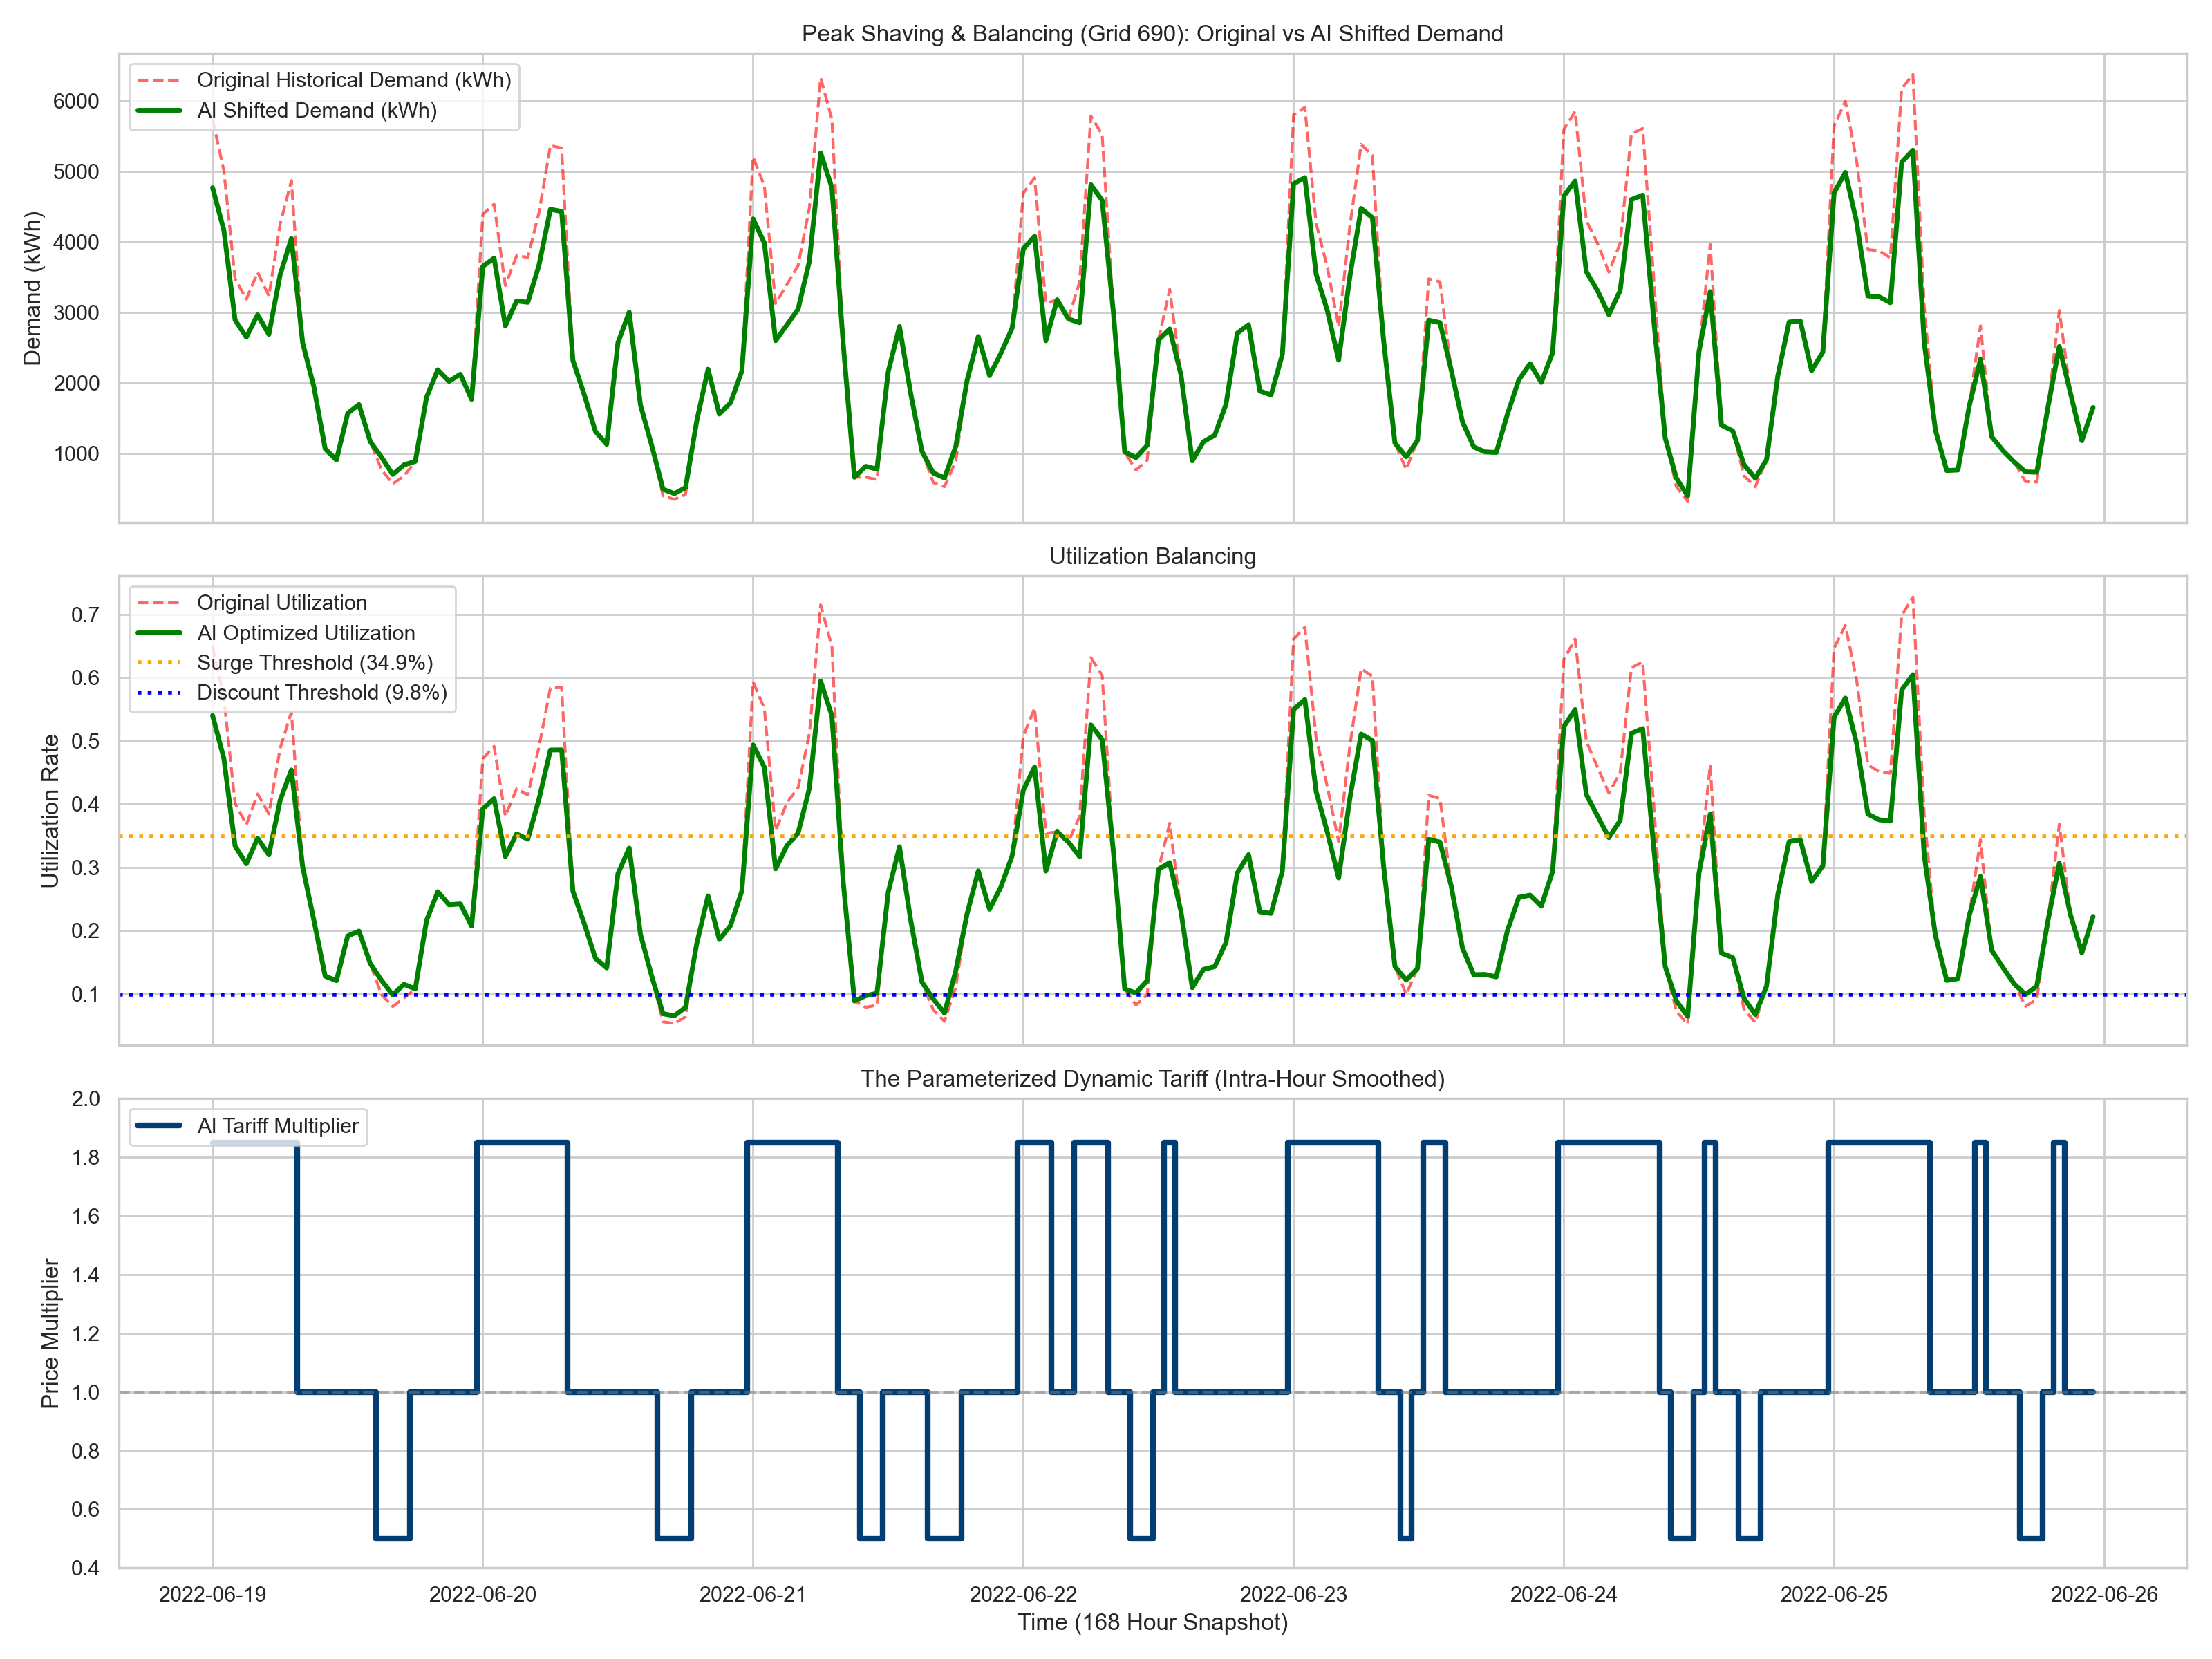 Peak Shaving & Balancing (Grid 690): Original vs AI Shifted Demand
Original Historical Demand (kWh)
AI Shifted Demand (kWh)
Demand (kWh)
6000
5000
4000
3000
2000
1000
Utilization Balancing
Original Utilization
AI Optimized Utilization
Surge Threshold (34.9%)
Discount Threshold (9.8%)
Utilization Rate
0.7
0.6
0.5
0.4
0.3
0.2
0.1
The Parameterized Dynamic Tariff (Intra-Hour Smoothed)
AI Tariff Multiplier
Price Multiplier
2.0
1.8
1.6
1.4
1.2
1.0
0.8
0.6
0.4
2022-06-19
2022-06-20
2022-06-21
2022-06-22
2022-06-23
2022-06-24
2022-06-25
2022-06-26
Time (168 Hour Snapshot)